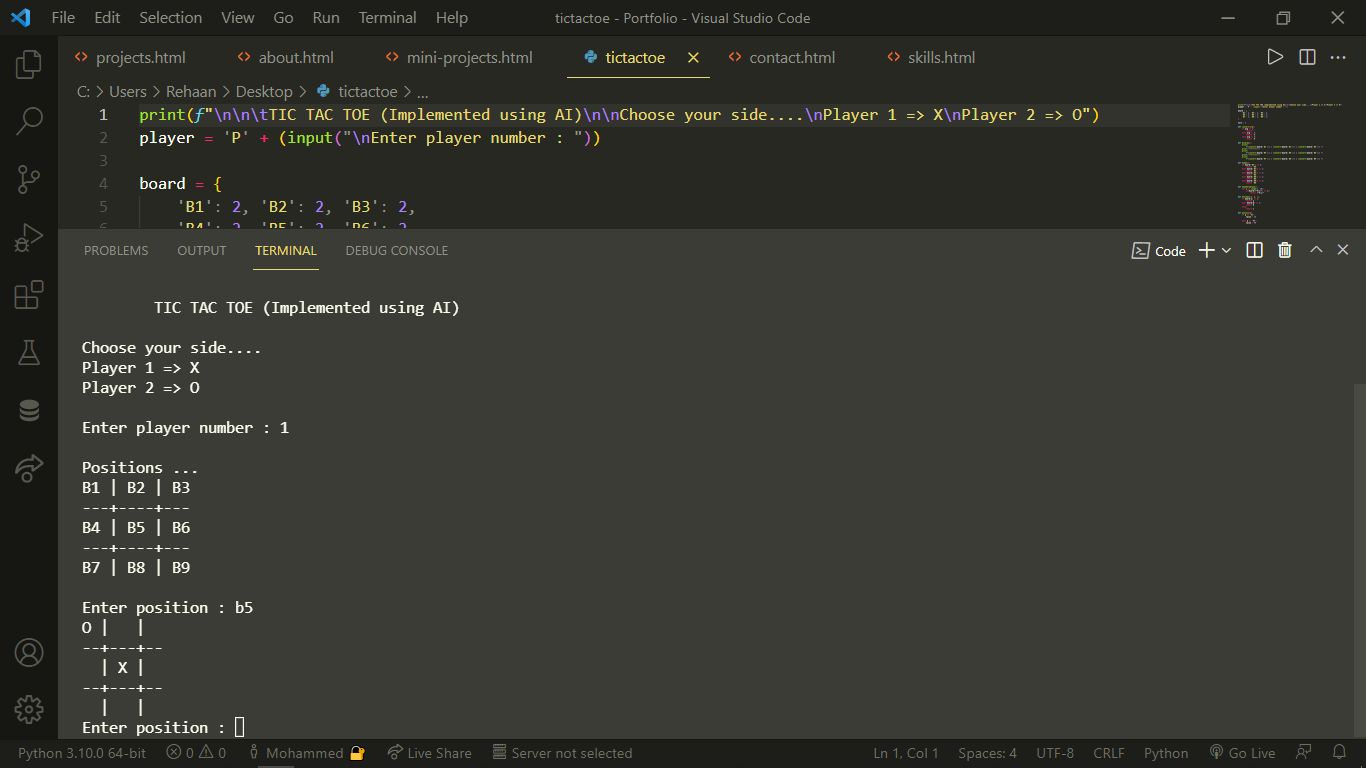 File Edit Selection View Go Run Terminal Help tictactoe - Portfolio - Visual Studio Code
projects.html about.html mini-projects.html tictactoe contact.html skills.html
C: > Users > Rehaan > Desktop > tictactoe > ...
1 print(f"\n\n\tTIC TAC TOE (Implemented using AI)\n\nChoose your side....\nPlayer 1 => X\nPlayer 2 => O")
2 player = 'P' + (input("\nEnter player number : "))
3
4 board = {
5 'B1': 2, 'B2': 2, 'B3': 2,
6 'B4': 2, 'B5': 2, 'B6': 2,
PROBLEMS OUTPUT TERMINAL DEBUG CONSOLE Code
TIC TAC TOE (Implemented using AI)
Choose your side....
Player 1 => X
Player 2 => O
Enter player number : 1
Positions ...
B1 | B2 | B3
---+----+---
B4 | B5 | B6
---+----+---
B7 | B8 | B9
Enter position : b5
O |   |
--+---+--
  | X |
--+---+--
  |   |
Enter position :
Python 3.10.0 64-bit 0 0 Mohammed Live Share Server not selected Ln 1, Col 1 Spaces: 4 UTF-8 CRLF Python Go Live